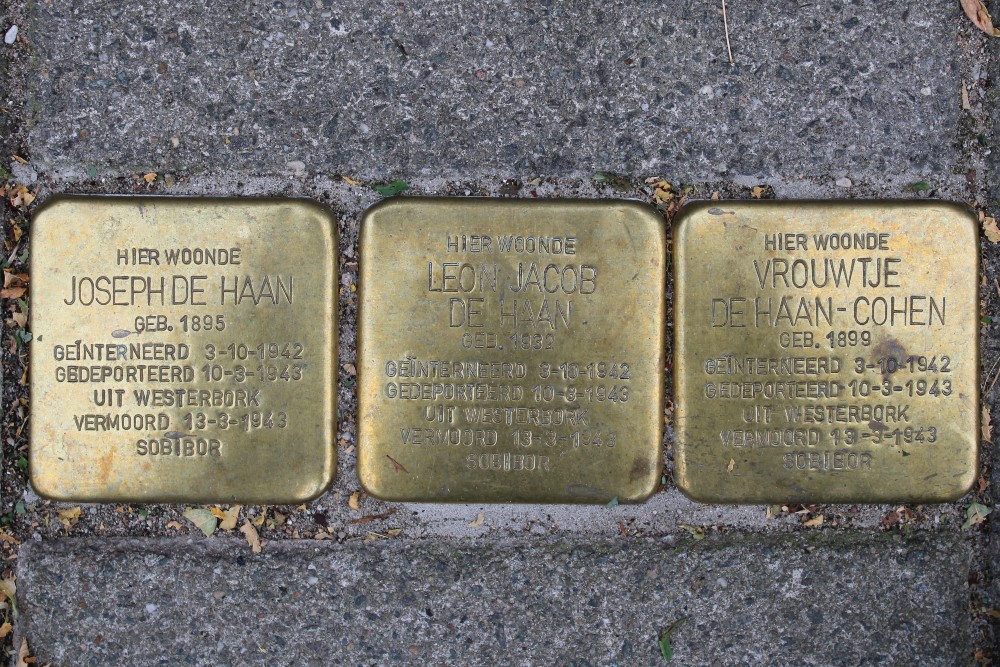 HIER WOONDE
JOSEPH DE HAAN
GEB. 1895
GEÏNTERNEERD 3-10-1942
GEDEPORTEERD 10-3-1943
UIT WESTERBORK
VERMOORD 13-3-1943
SOBIBOR
HIER WOONDE
LEON JACOB
DE HAAN
GEB.
GEÏNTERNEERD 3-10-1942
GEDEPORTEERD 10-3-1943
UIT WESTERBORK
VERMOORD 13-3-1943
SOBIBOR
HIER WOONDE
VROUWTJE
DE HAAN-COHEN
GEB. 1899
GEÏNTERNEERD 3-10-1942
GEDEPORTEERD 10-3-1943
UIT WESTERBORK
VERMOORD 13-3-1943
SOBIBOR